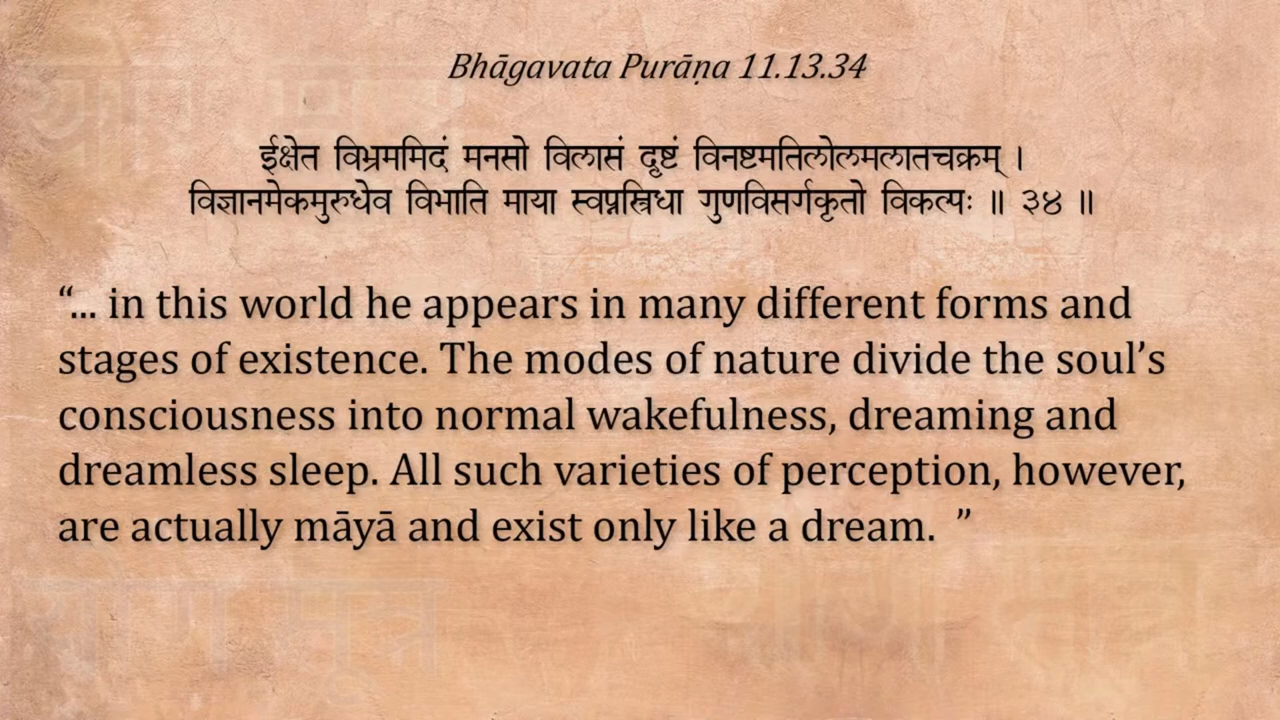 Bhāgavata Purāṇa 11.13.34
ईक्षेत विभ्रममिदं मनसो विलासं दृष्टं विनष्टमतिलोलमलातचक्रम् ।
विज्ञानमेकमुरुधेव विभाति माया स्वप्नस्त्रिधा गुणविसर्गकृतो विकल्पः ॥ ३४ ॥
“... in this world he appears in many different forms and
stages of existence. The modes of nature divide the soul’s
consciousness into normal wakefulness, dreaming and
dreamless sleep. All such varieties of perception, however,
are actually māyā and exist only like a dream. ”